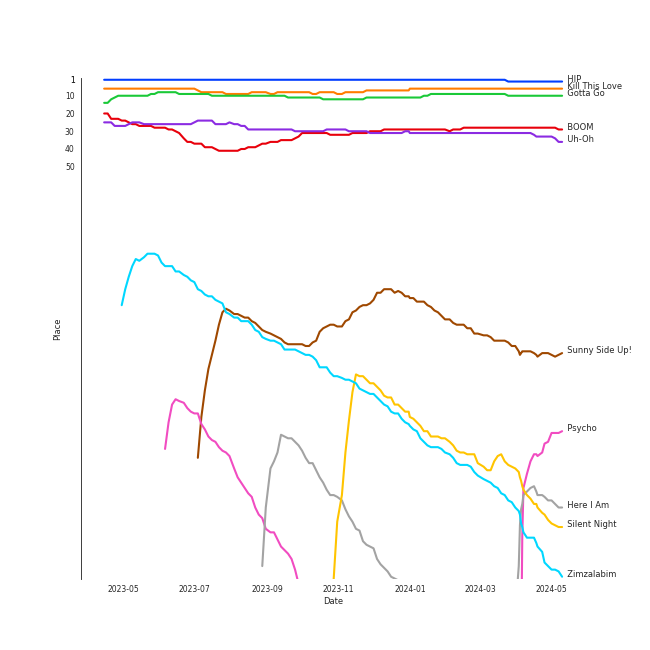 HIP
1
Kill This Love
Gotta Go
10
20
BOOM
30
Uh-Oh
40
50
Place
Sunny Side Up!
Psycho
Here I Am
Silent Night
Zimzalabim
2023-05 2023-07 2023-09 2023-11 2024-01 2024-03 2024-05
Date